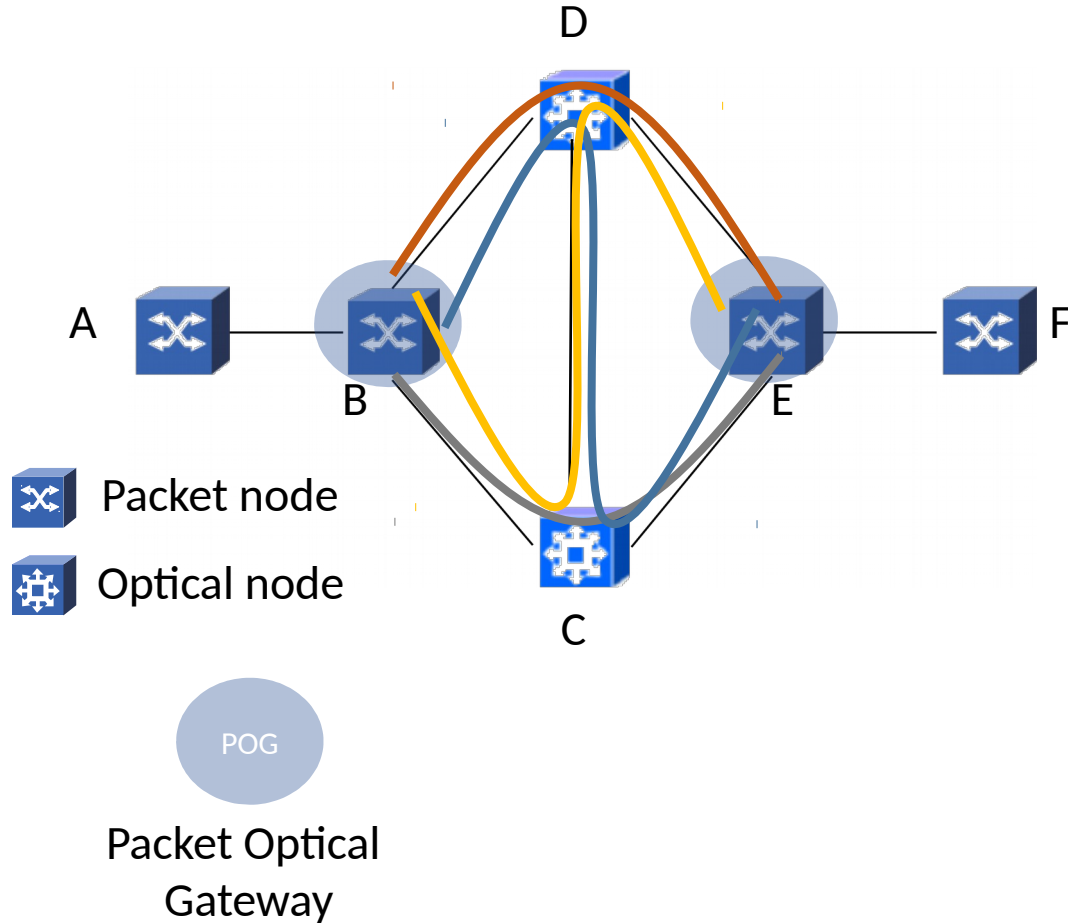 D
A
F
B
E
Packet node
Optical node
C
POG
Packet Optical
Gateway